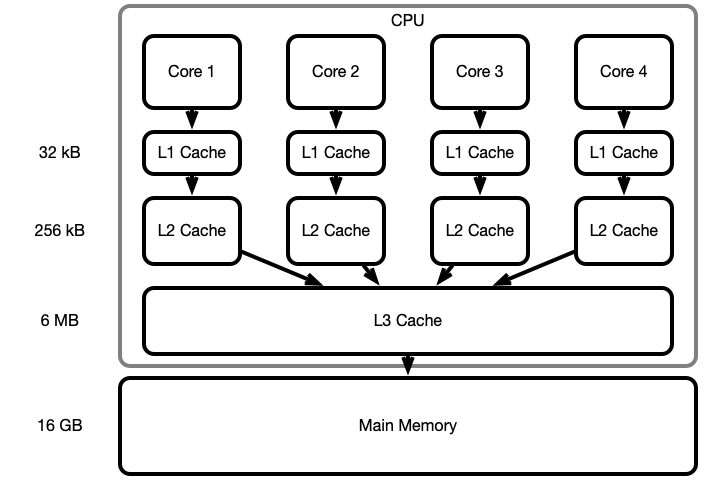 CPU
Core 1 Core 2 Core 3 Core 4
32 kB L1 Cache L1 Cache L1 Cache L1 Cache
256 kB L2 Cache L2 Cache L2 Cache L2 Cache
6 MB L3 Cache
16 GB Main Memory